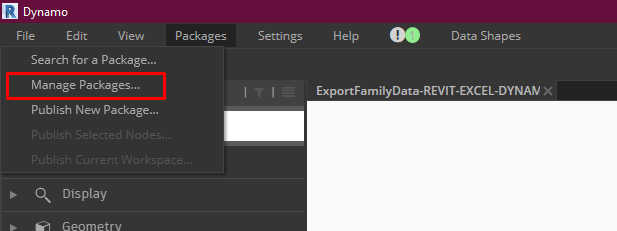 Dynamo
File Edit View Packages Settings 1 Data Shapes
Search for a Package...
Manage Packages...
ExportFamilyData-REVIT-EXCEL-DYNAM
Publish New Package...
Publish Selected Nodes...
Publish Current Workspace...
Display
Geometry